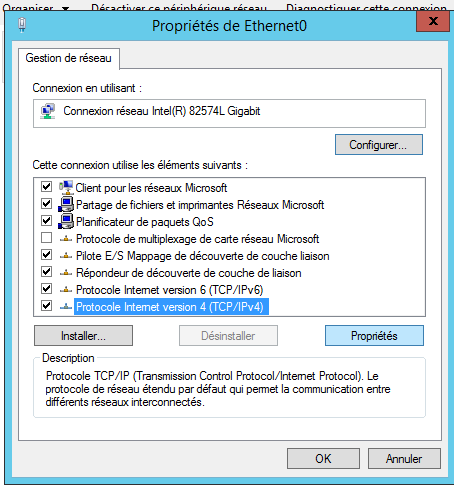 Organiser Désactiver ce périphérique réseau Diagnostiquer cette connexion
Propriétés de Ethernet0
Gestion de réseau
Connexion en utilisant :
Connexion réseau Intel(R) 82574L Gigabit
Configurer...
Cette connexion utilise les éléments suivants :
Client pour les réseaux Microsoft
Partage de fichiers et imprimantes Réseaux Microsoft
Planificateur de paquets QoS
Protocole de multiplexage de carte réseau Microsoft
Pilote E/S Mappage de découverte de couche liaison
Répondeur de découverte de couche de liaison
Protocole Internet version 6 (TCP/IPv6)
Protocole Internet version 4 (TCP/IPv4)
Installer... Désinstaller Propriétés
Description
Protocole TCP/IP (Transmission Control Protocol/Internet Protocol). Le
protocole de réseau étendu par défaut qui permet la communication entre
différents réseaux interconnectés.
OK Annuler